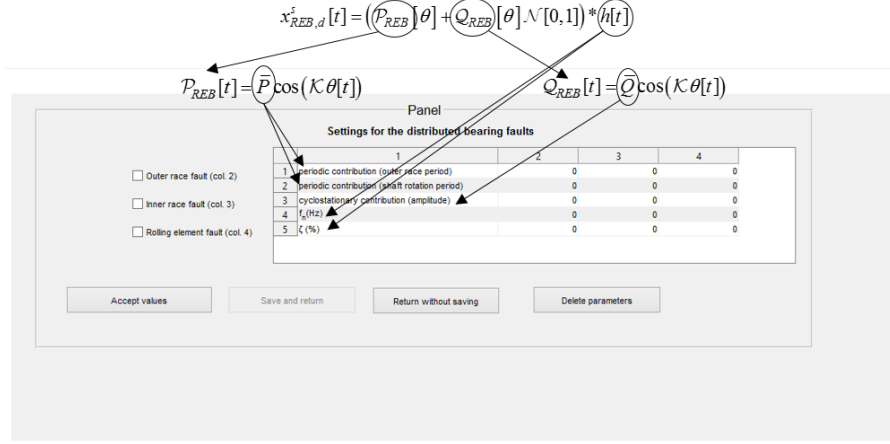 x^s_{REB,d}[t] = (𝒫_{REB}[θ] + 𝒬_{REB}[θ] 𝒩[0,1]) * h[t]
𝒫_{REB}[t] = P̄ cos(𝒦θ[t]) 𝒬_{REB}[t] = Q̄ cos(𝒦θ[t])
Panel
Settings for the distributed bearing faults
1 2 3 4
1 periodic contribution (outer race period) 0 0 0
2 periodic contribution (shaft rotation period) 0 0 0
3 cyclostationary contribution (amplitude) 0 0 0
4 f_n(Hz) 0 0 0
5 ζ (%) 0 0 0
Outer race fault (col. 2)
Inner race fault (col. 3)
Rolling element fault (col. 4)
Accept values Save and return Return without saving Delete parameters